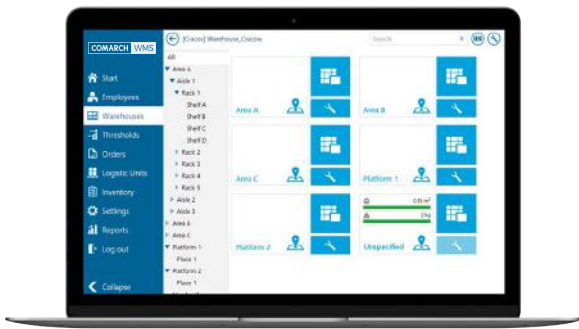 COMARCH WMS
Start
Employees
Warehouses
Thresholds
Orders
Logistic Units
Inventory
Settings
Reports
Log out
Collapse
[Cracov] Warehouse_Cracow
Search
All
Area A
Aisle 1
Rack 1
Shelf A
Shelf B
Shelf C
Shelf D
Rack 2
Rack 3
Rack 4
Rack 5
Aisle 2
Aisle 3
Area B
Area C
Platform 1
Place 1
Platform 2
Place 1
Area A
Area B
Area C
Platform 1
Platform 2
2 kg
Unspecified